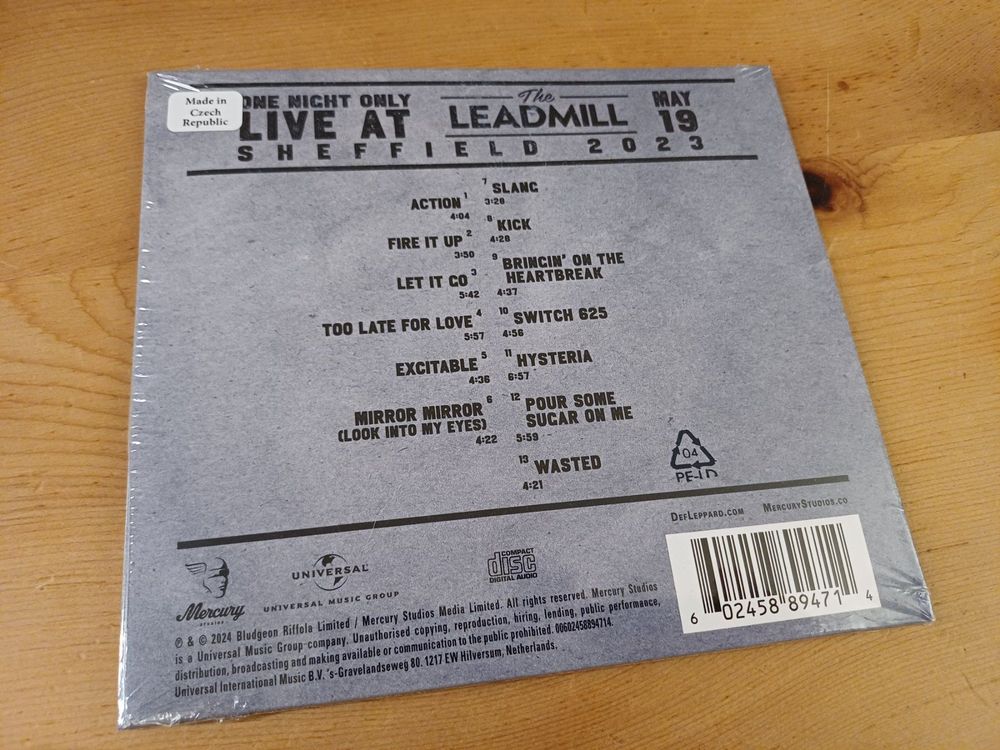 Made in
Czech
Republic
ONE NIGHT ONLY
LIVE AT
The
LEADMILL
MAY
19
SHEFFIELD 2023
ACTION 1
4:04
FIRE IT UP 2
3:50
LET IT GO 3
5:42
TOO LATE FOR LOVE 4
5:57
EXCITABLE 5
4:36
MIRROR MIRROR 6
(LOOK INTO MY EYES)
4:22
7 SLANG
3:28
8 KICK
4:28
9 BRINGIN' ON THE
HEARTBREAK
4:37
10 SWITCH 625
4:56
11 HYSTERIA
6:57
12 POUR SOME
SUGAR ON ME
5:59
13 WASTED
4:21
04
PE-LD
DEFLEPPARD.COM MERCURYSTUDIOS.CO
Mercury
STUDIOS
UNIVERSAL
UNIVERSAL MUSIC GROUP
COMPACT
disc
DIGITAL AUDIO
℗ & © 2024 Bludgeon Riffola Limited / Mercury Studios Media Limited. All rights reserved. Mercury Studios
is a Universal Music Group company. Unauthorised copying, reproduction, hiring, lending, public performance,
distribution, broadcasting and making available or communication to the public prohibited. 00602458894714.
Universal International Music B.V. 's-Gravelandseweg 80. 1217 EW Hilversum, Netherlands.
6 02458 89471 4